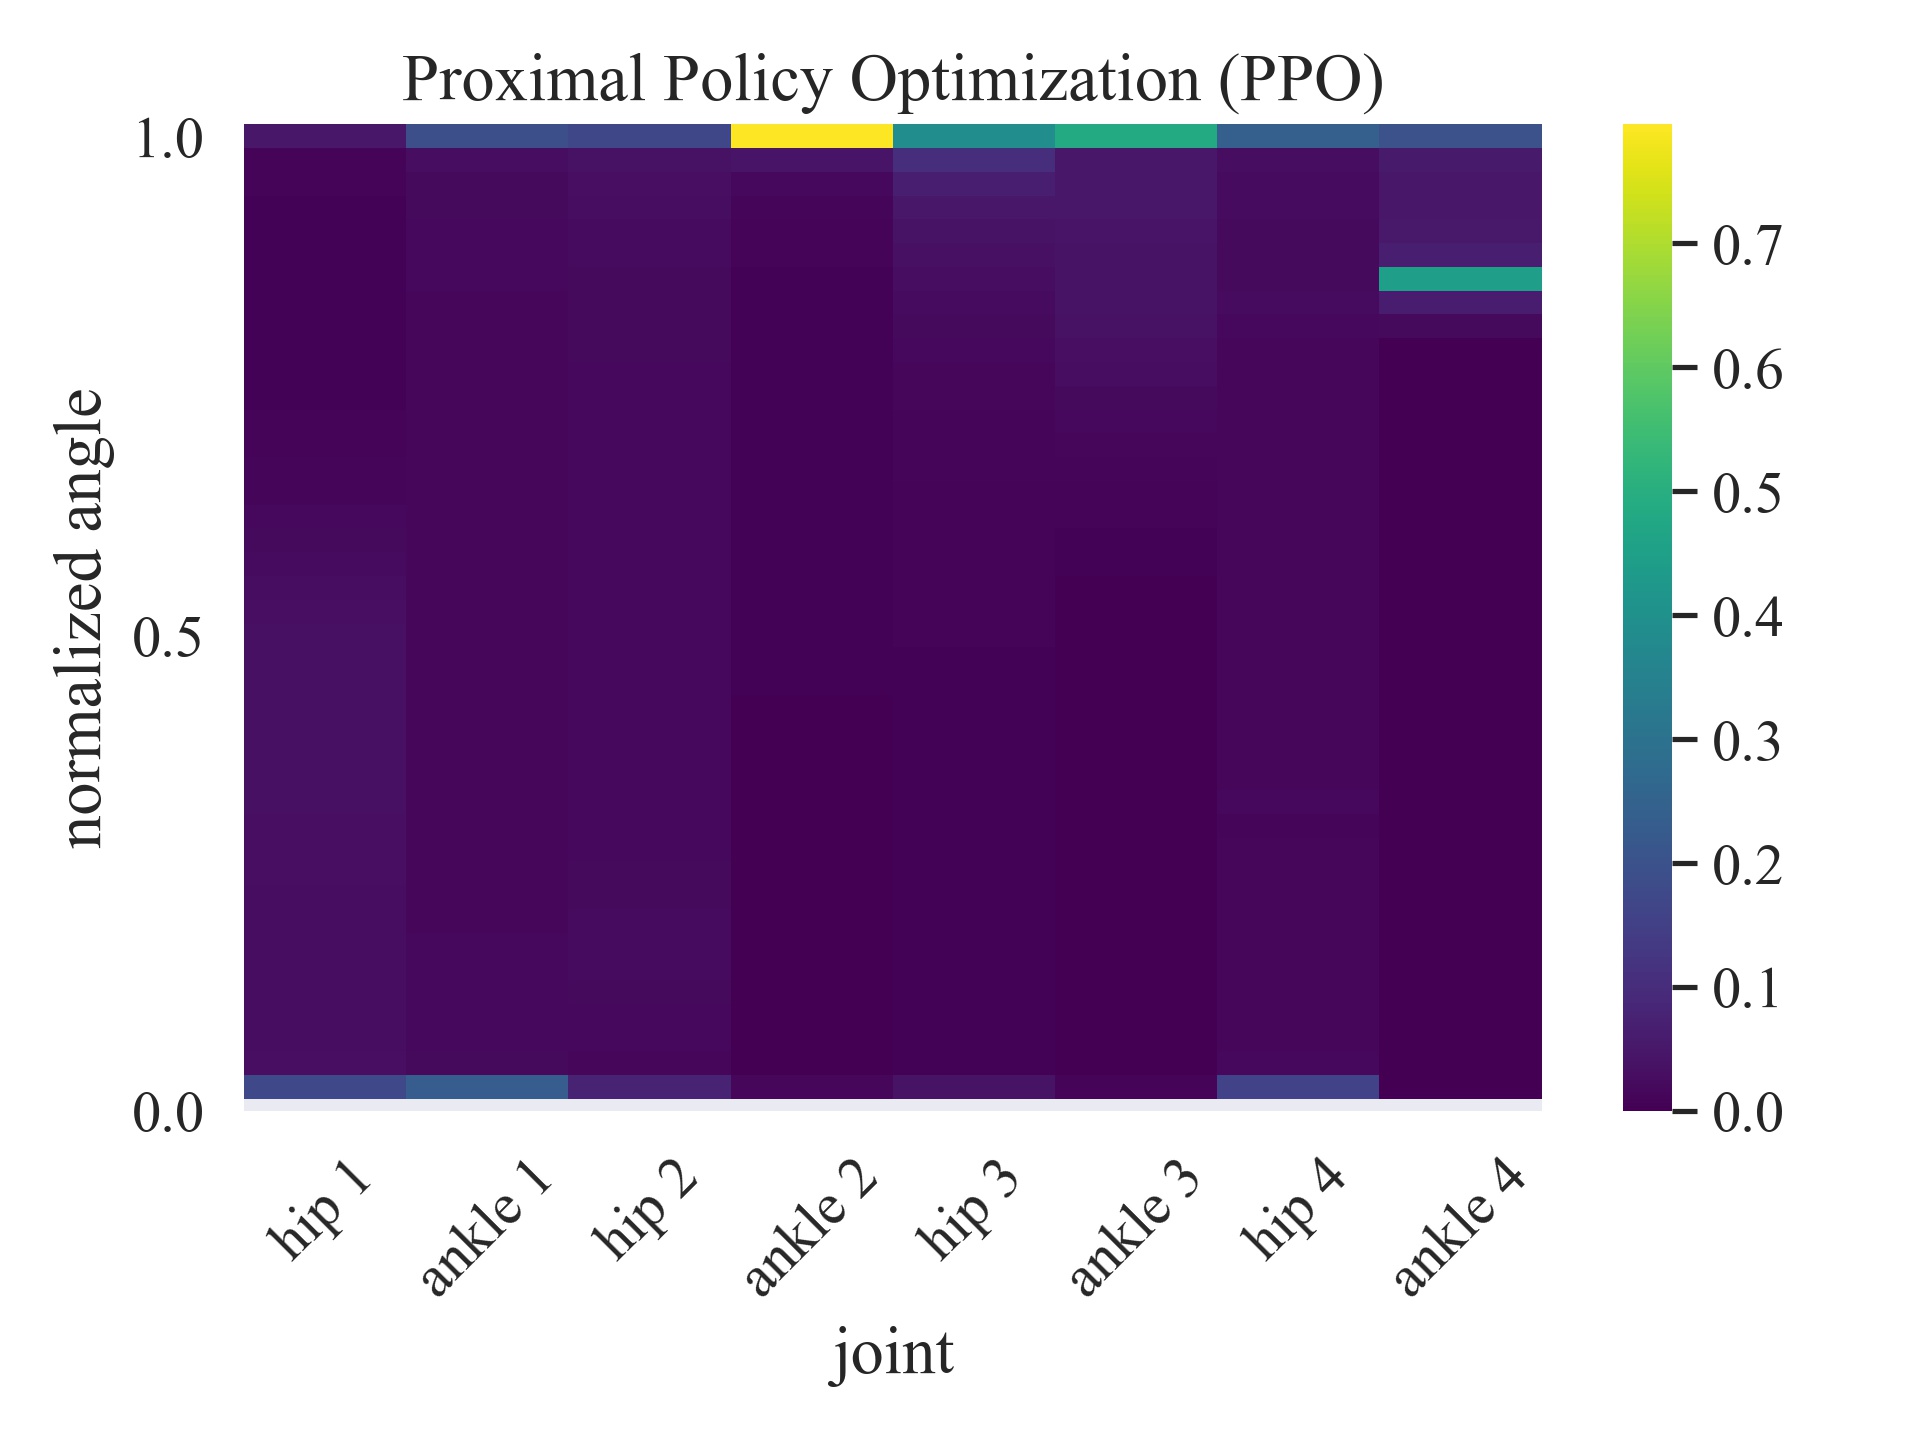 Proximal Policy Optimization (PPO)
1.0
0.5
0.0
normalized angle
hip 1
ankle 1
hip 2
ankle 2
hip 3
ankle 3
hip 4
ankle 4
joint
0.7
0.6
0.5
0.4
0.3
0.2
0.1
0.0